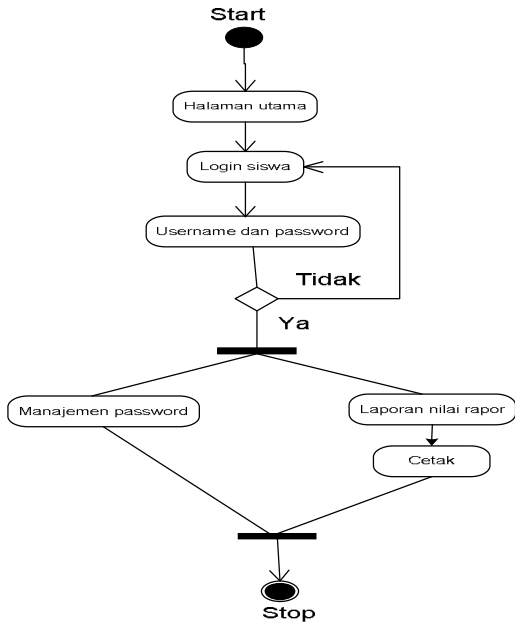 Start
Halaman utama
Login siswa
Username dan password
Tidak
Ya
Manajemen password
Laporan nilai rapor
Cetak
Stop